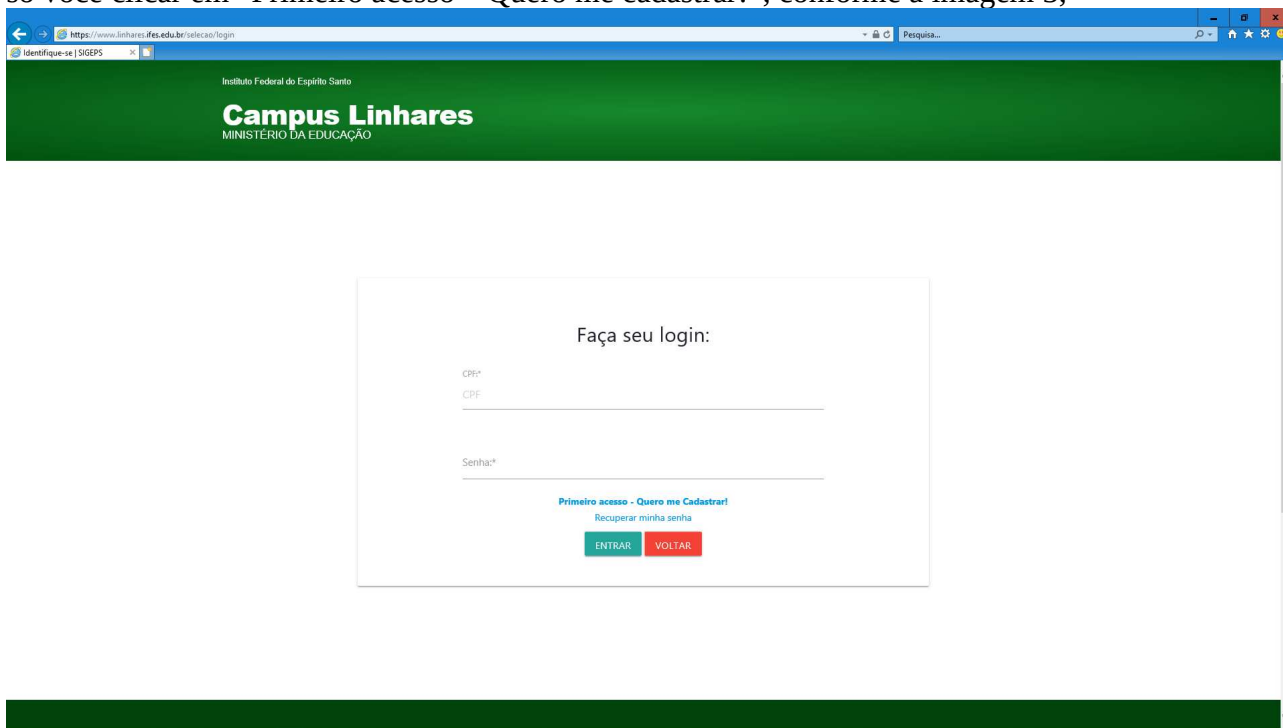 só você clicar em “Primeiro acesso – Quero me cadastrar!”, conforme a imagem 3;
https://www.linhares.ifes.edu.br/selecao/login
Pesquisa...
Identifique-se | SIGEPS
Instituto Federal do Espírito Santo
Campus Linhares
MINISTÉRIO DA EDUCAÇÃO
Faça seu login:
CPF:*
CPF
Senha:*
Primeiro acesso - Quero me Cadastrar!
Recuperar minha senha
ENTRAR VOLTAR